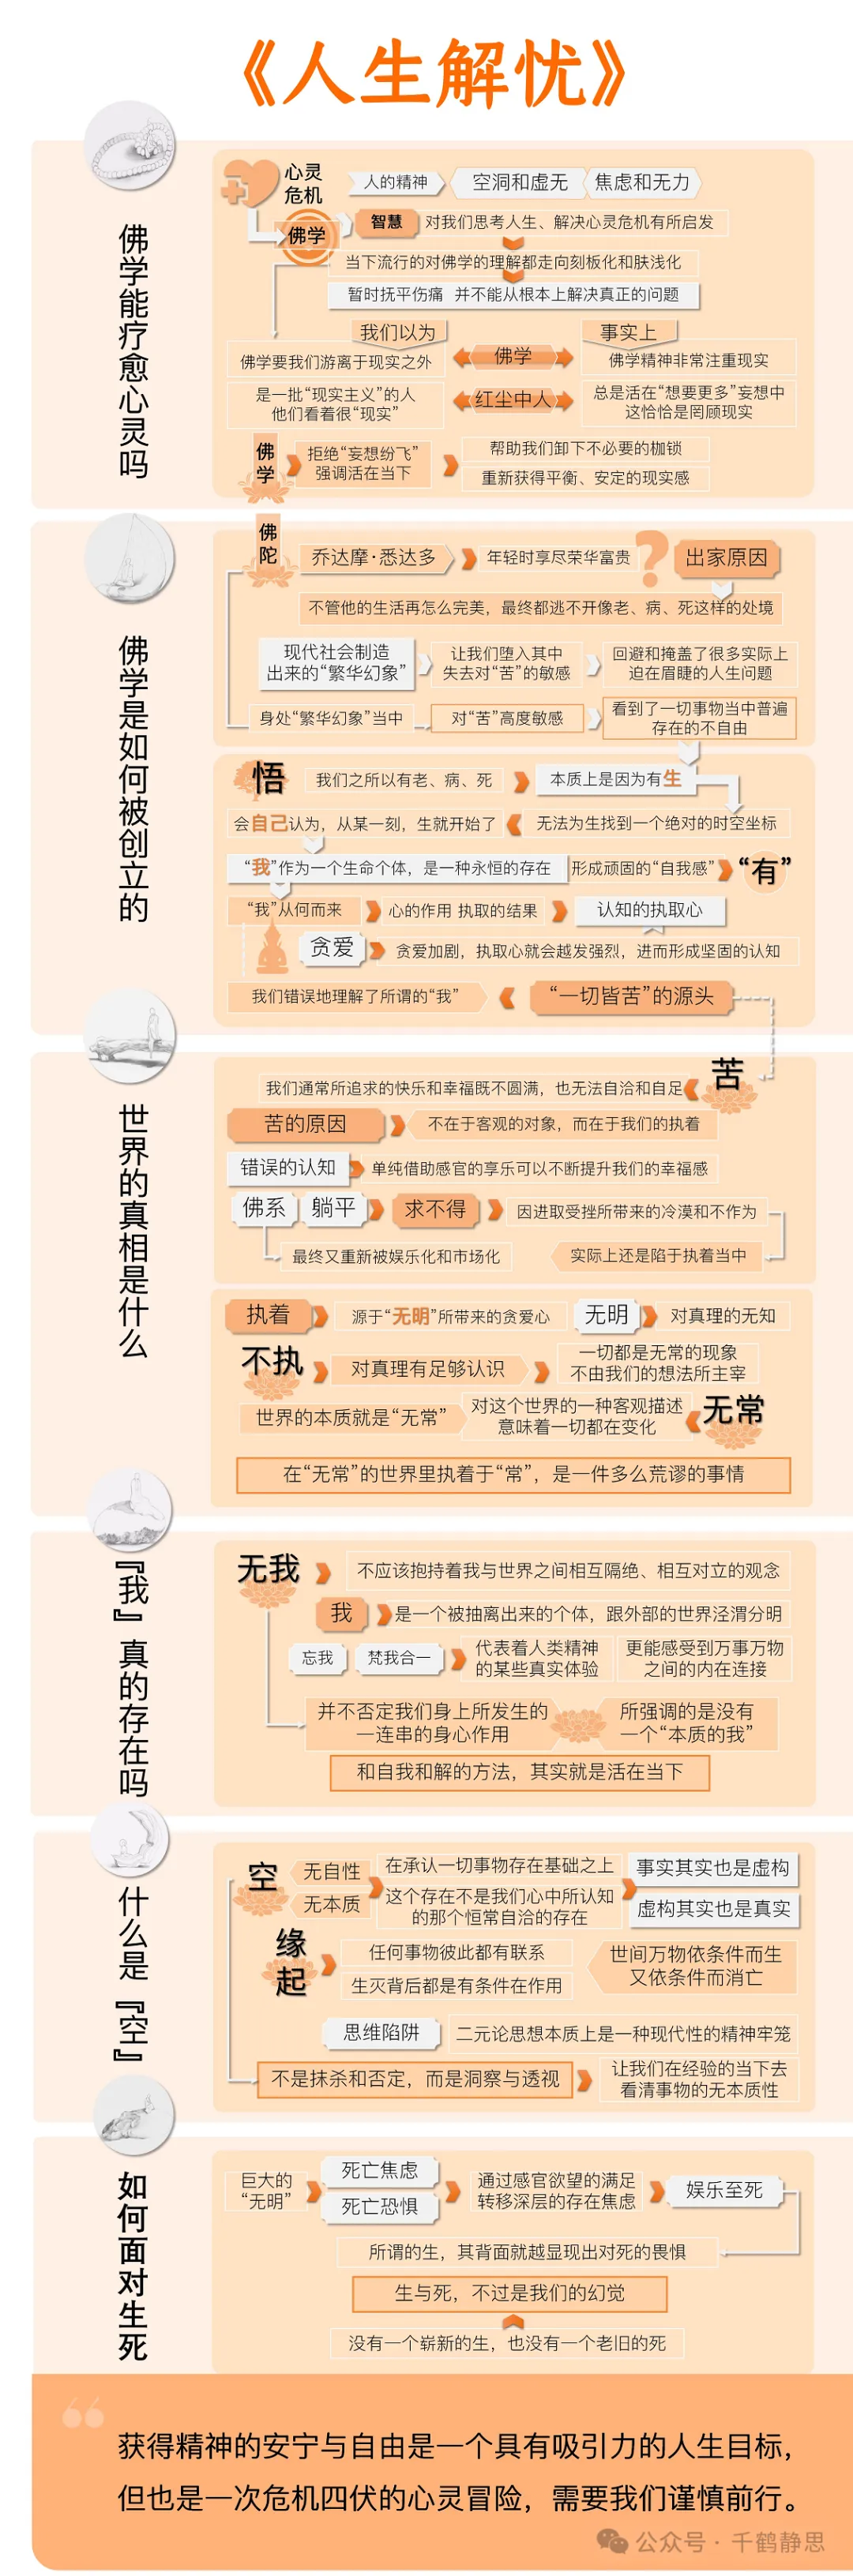 《人生解忧》
佛学能疗愈心灵吗
心灵
危机
人的精神
空洞和虚无
焦虑和无力
佛学
智慧
对我们思考人生、解决心灵危机有所启发
当下流行的对佛学的理解都走向刻板化和肤浅化
暂时抚平伤痛 并不能从根本上解决真正的问题
我们以为
事实上
佛学要我们游离于现实之外
佛学
佛学精神非常注重现实
是一批“现实主义”的人
他们看着很“现实”
红尘中人
总是活在“想要更多”妄想中
这恰恰是罔顾现实
佛
学
拒绝“妄想纷飞”
强调活在当下
帮助我们卸下不必要的枷锁
重新获得平衡、安定的现实感
佛学是如何被创立的
佛
陀
乔达摩·悉达多
年轻时享尽荣华富贵
?
出家原因
不管他的生活再怎么完美，最终都逃不开像老、病、死这样的处境
现代社会制造
出来的“繁华幻象”
让我们堕入其中
失去对“苦”的敏感
回避和掩盖了很多实际上
迫在眉睫的人生问题
身处“繁华幻象”当中
对“苦”高度敏感
看到了一切事物当中普遍
存在的不自由
悟
我们之所以有老、病、死
本质上是因为有生
会自己认为，从某一刻，生就开始了
无法为生找到一个绝对的时空坐标
“我”作为一个生命个体，是一种永恒的存在
形成顽固的“自我感”
“有”
“我”从何而来
心的作用 执取的结果
认知的执取心
贪爱
贪爱加剧，执取心就会越发强烈，进而形成坚固的认知
我们错误地理解了所谓的“我”
“一切皆苦”的源头
世界的真相是什么
苦
我们通常所追求的快乐和幸福既不圆满，也无法自洽和自足
苦的原因
不在于客观的对象，而在于我们的执着
错误的认知
单纯借助感官的享乐可以不断提升我们的幸福感
佛系
躺平
求不得
因进取受挫所带来的冷漠和不作为
最终又重新被娱乐化和市场化
实际上还是陷于执着当中
执着
源于“无明”所带来的贪爱心
无明
对真理的无知
不执
对真理有足够认识
一切都是无常的现象
不由我们的想法所主宰
世界的本质就是“无常”
对这个世界的一种客观描述
意味着一切都在变化
无常
在“无常”的世界里执着于“常”，是一件多么荒谬的事情
『我』真的存在吗
无我
不应该抱持着我与世界之间相互隔绝、相互对立的观念
我
是一个被抽离出来的个体，跟外部的世界泾渭分明
忘我
梵我合一
代表着人类精神
的某些真实体验
更能感受到万事万物
之间的内在连接
并不否定我们身上所发生的
一连串的身心作用
所强调的是没有
一个“本质的我”
和自我和解的方法，其实就是活在当下
什么是『空』
空
无自性
无本质
在承认一切事物存在基础之上
这个存在不是我们心中所认知
的那个恒常自洽的存在
事实其实也是虚构
虚构其实也是真实
缘
起
任何事物彼此都有联系
生灭背后都是有条件在作用
世间万物依条件而生
又依条件而消亡
思维陷阱
二元论思想本质上是一种现代性的精神牢笼
不是抹杀和否定，而是洞察与透视
让我们在经验的当下去
看清事物的无本质性
如何面对生死
巨大的
“无明”
死亡焦虑
死亡恐惧
通过感官欲望的满足
转移深层的存在焦虑
娱乐至死
所谓的生，其背面就越显现出对死的畏惧
生与死，不过是我们的幻觉
没有一个崭新的生，也没有一个老旧的死
“
获得精神的安宁与自由是一个具有吸引力的人生目标，
但也是一次危机四伏的心灵冒险，需要我们谨慎前行。
公众号·千鹤静思